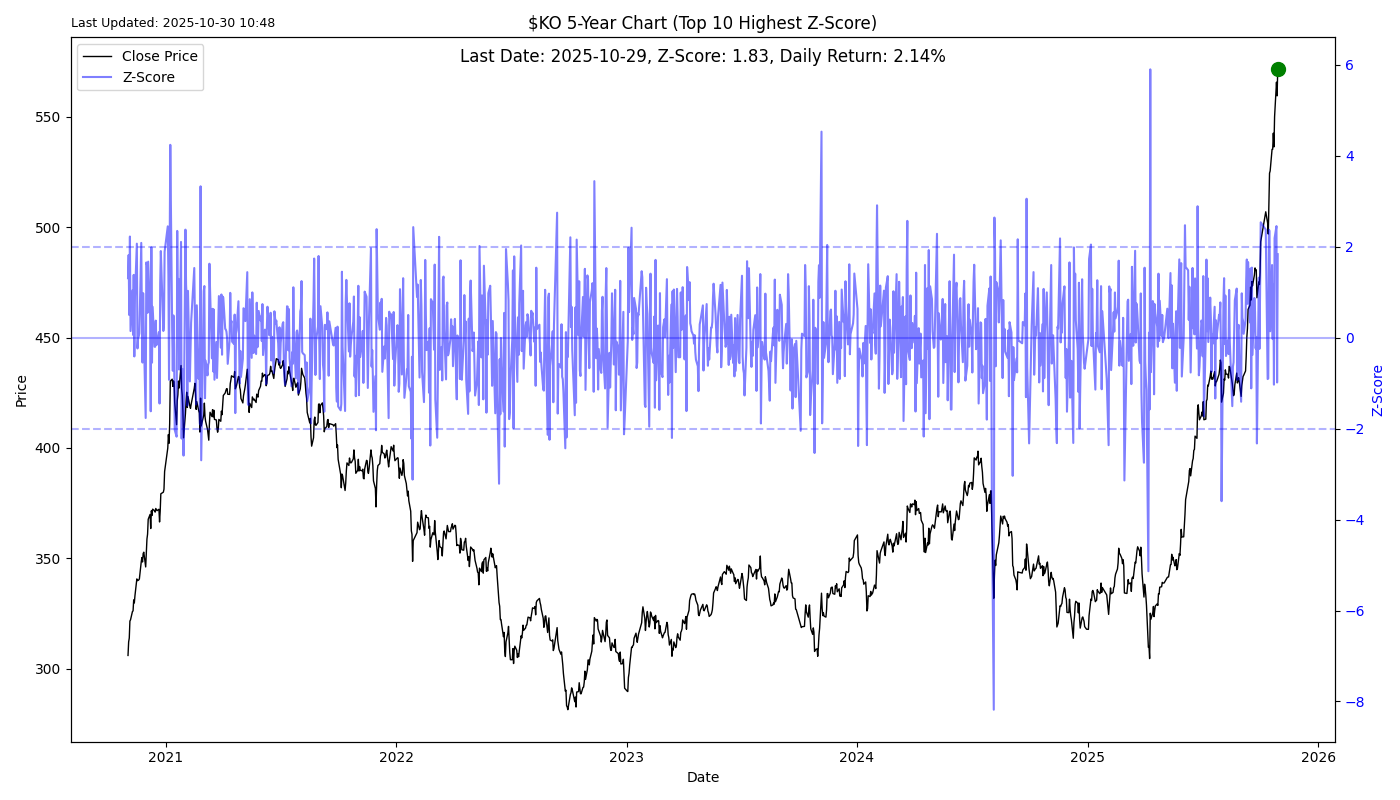 Last Updated: 2025-10-30 10:48
$KO 5-Year Chart (Top 10 Highest Z-Score)
Last Date: 2025-10-29, Z-Score: 1.83, Daily Return: 2.14%
Close Price
Z-Score
550
500
450
400
350
300
Price
6
4
2
0
−2
−4
−6
−8
Z-Score
2021
2022
2023
2024
2025
2026
Date